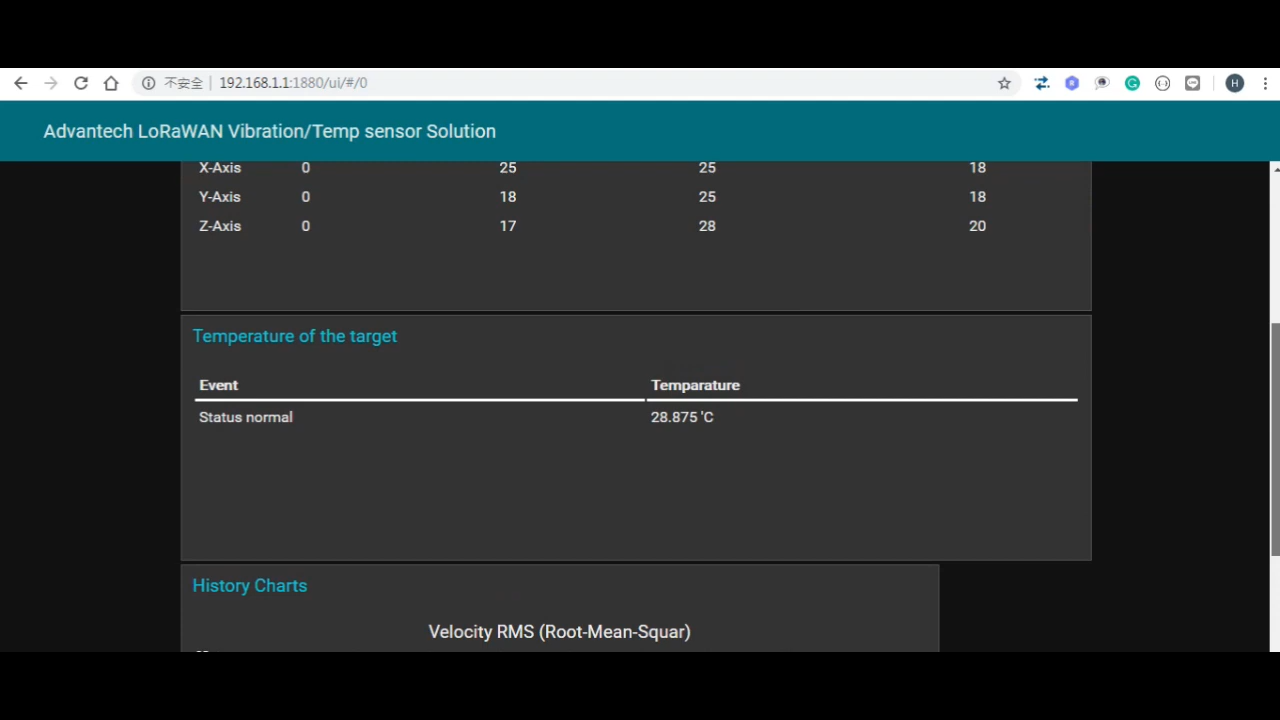 不安全 192.168.1.1:1880/ui/#/0
H
Advantech LoRaWAN Vibration/Temp sensor Solution
X-Axis 0 25 25 18
Y-Axis 0 18 25 18
Z-Axis 0 17 28 20
Temperature of the target
Event Temparature
Status normal 28.875 'C
History Charts
Velocity RMS (Root-Mean-Squar)